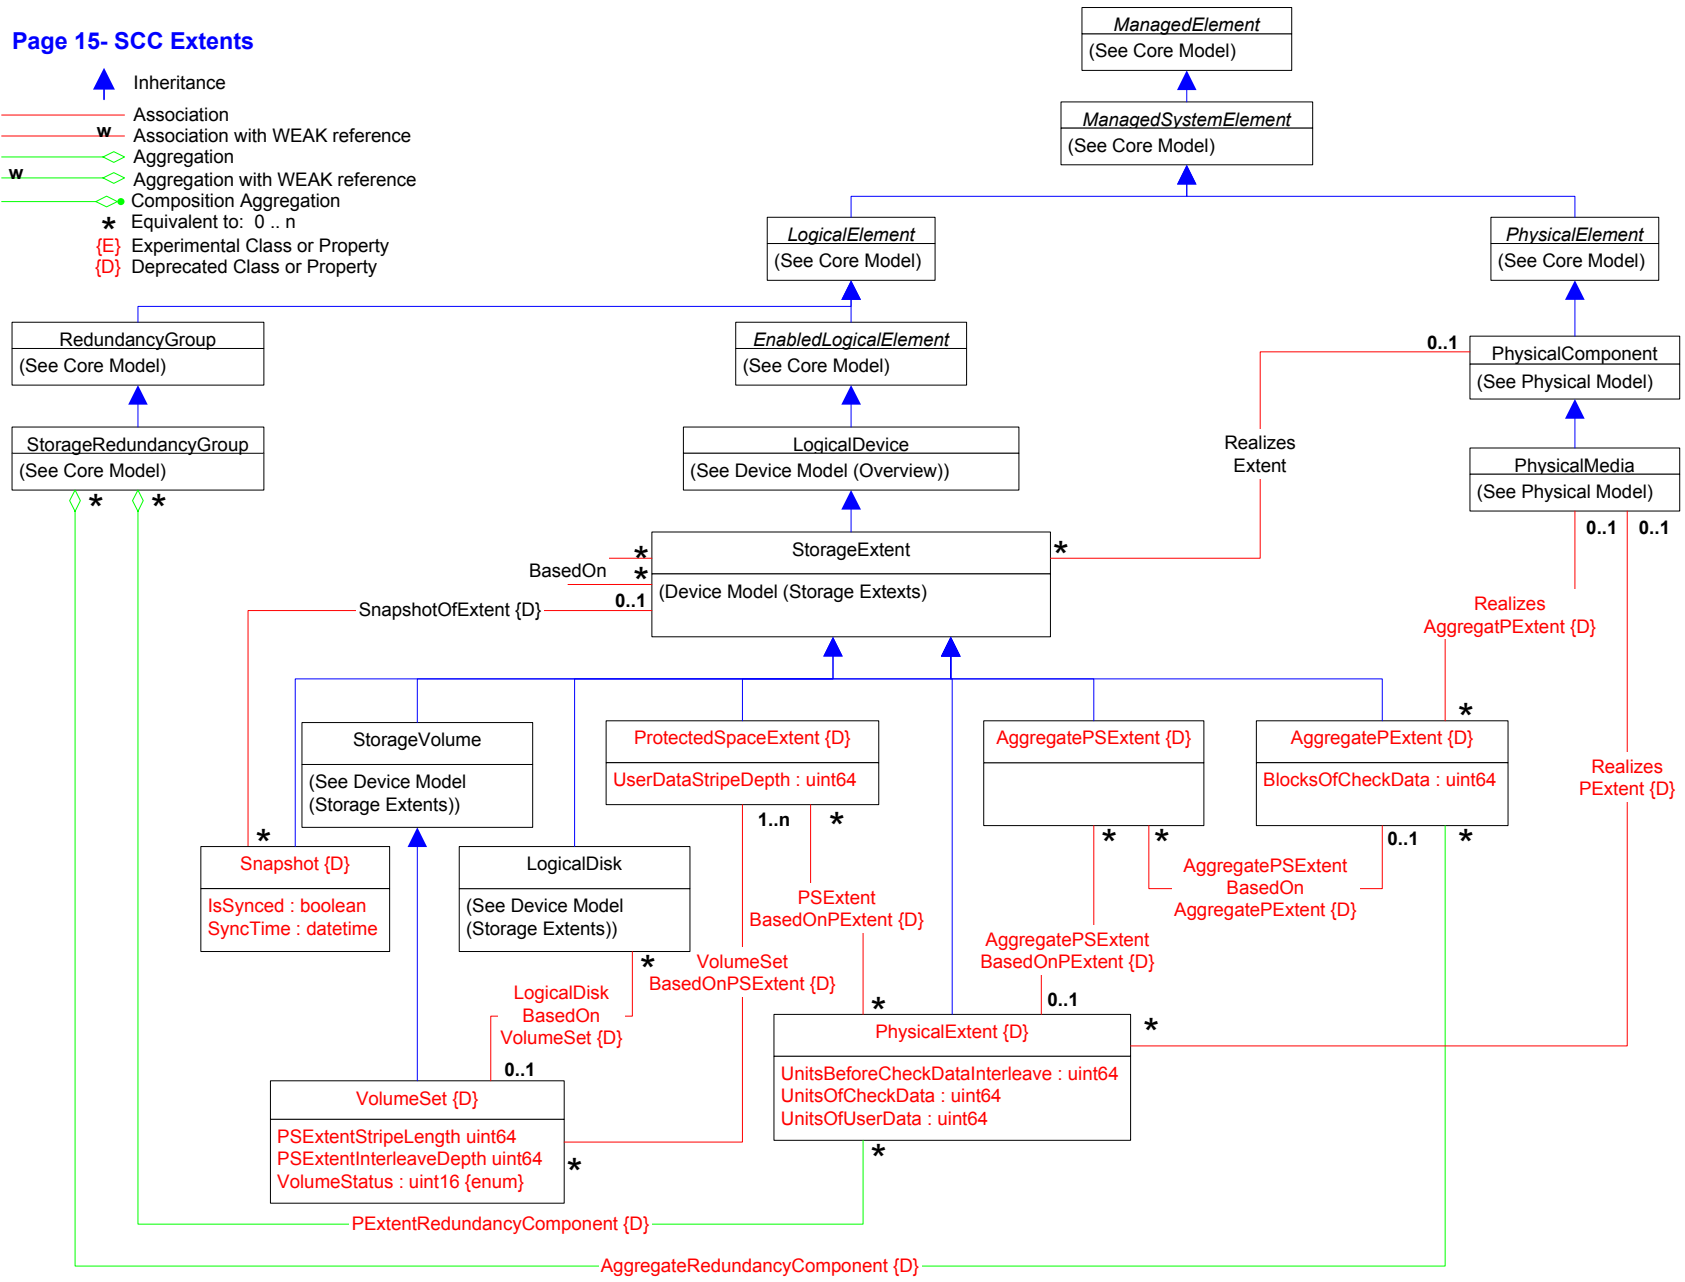 Page 15- SCC Extents
Inheritance
Association
w
Association with WEAK reference
Aggregation
w
Aggregation with WEAK reference
Composition Aggregation
* Equivalent to: 0 .. n
{E} Experimental Class or Property
{D} Deprecated Class or Property
ManagedElement
(See Core Model)
ManagedSystemElement
(See Core Model)
LogicalElement
(See Core Model)
PhysicalElement
(See Core Model)
RedundancyGroup
(See Core Model)
EnabledLogicalElement
(See Core Model)
0..1
PhysicalComponent
(See Physical Model)
StorageRedundancyGroup
(See Core Model)
* *
LogicalDevice
(See Device Model (Overview))
Realizes
Extent
PhysicalMedia
(See Physical Model)
0..1 0..1
StorageExtent
(Device Model (Storage Extexts)
*
*
*
BasedOn
0..1
SnapshotOfExtent {D}
Realizes
AggregatPExtent {D}
*
StorageVolume
(See Device Model
(Storage Extents))
ProtectedSpaceExtent {D}
UserDataStripeDepth : uint64
1..n *
AggregatePSExtent {D}
* *
AggregatePExtent {D}
BlocksOfCheckData : uint64
0..1 *
Realizes
PExtent {D}
*
Snapshot {D}
IsSynced : boolean
SyncTime : datetime
LogicalDisk
(See Device Model
(Storage Extents))
*
PSExtent
BasedOnPExtent {D}
AggregatePSExtent
BasedOn
AggregatePExtent {D}
AggregatePSExtent
BasedOnPExtent {D}
VolumeSet
BasedOnPSExtent {D}
LogicalDisk
BasedOn
VolumeSet {D}
0..1
*
0..1
*
PhysicalExtent {D}
UnitsBeforeCheckDataInterleave : uint64
UnitsOfCheckData : uint64
UnitsOfUserData : uint64
*
VolumeSet {D}
PSExtentStripeLength uint64
PSExtentInterleaveDepth uint64
VolumeStatus : uint16 {enum}
*
PExtentRedundancyComponent {D}
AggregateRedundancyComponent {D}